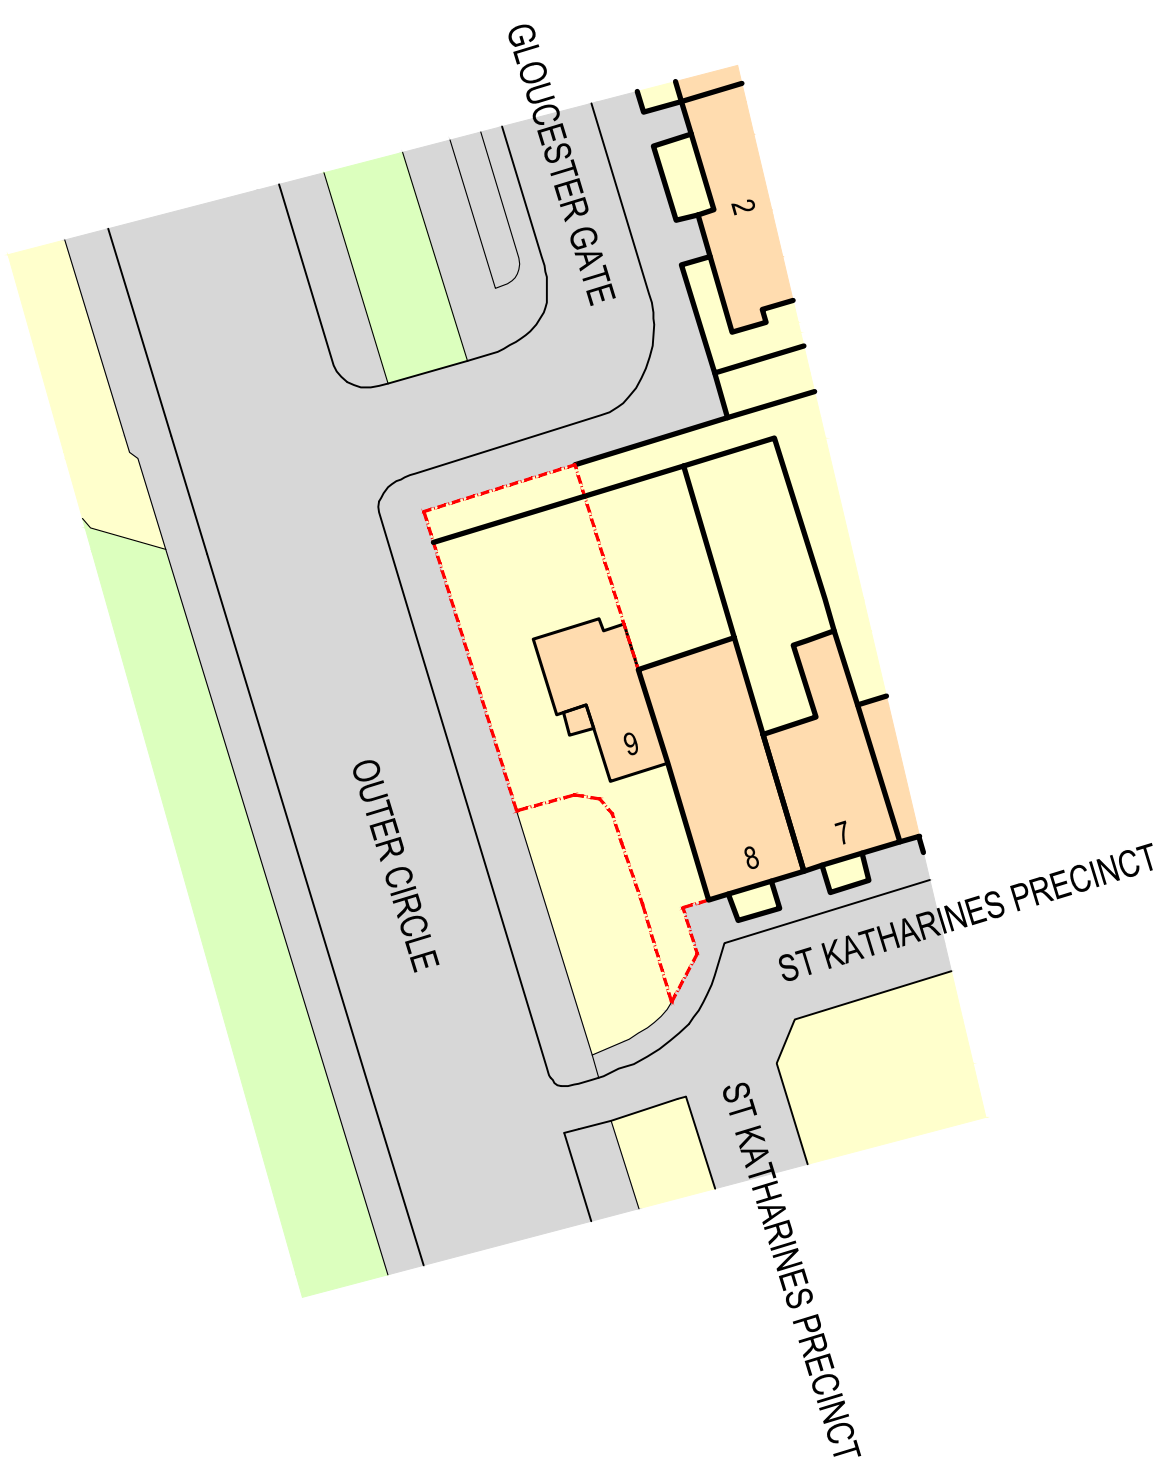 GLOUCESTER GATE
2
9
OUTER CIRCLE
8
7
ST KATHARINES PRECINCT
ST KATHARINES PRECINCT